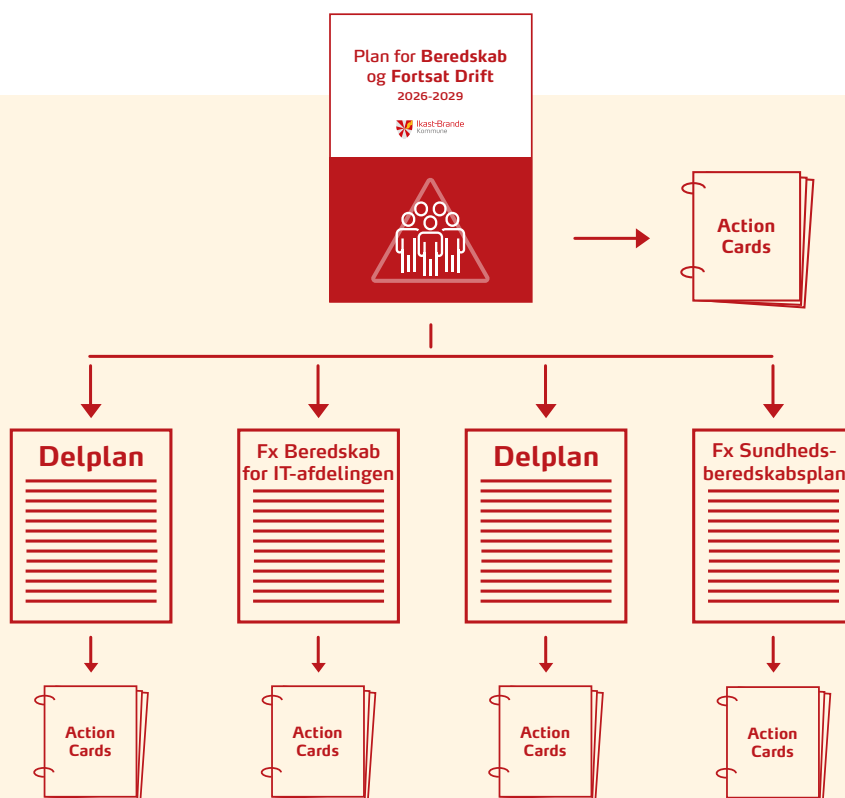 Plan for Beredskab
og Fortsat Drift
2026-2029
Ikast-Brande
Kommune
Action
Cards
Delplan
Fx Beredskab
for IT-afdelingen
Delplan
Fx Sundheds-
beredskabsplan
Action
Cards
Action
Cards
Action
Cards
Action
Cards